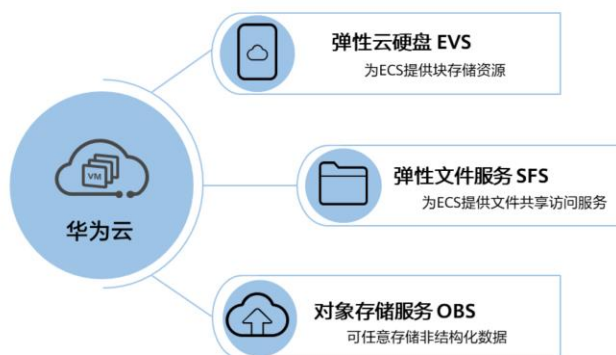 弹性云硬盘 EVS
为ECS提供块存储资源
VM
华为云
弹性文件服务 SFS
为ECS提供文件共享访问服务
对象存储服务 OBS
可任意存储非结构化数据